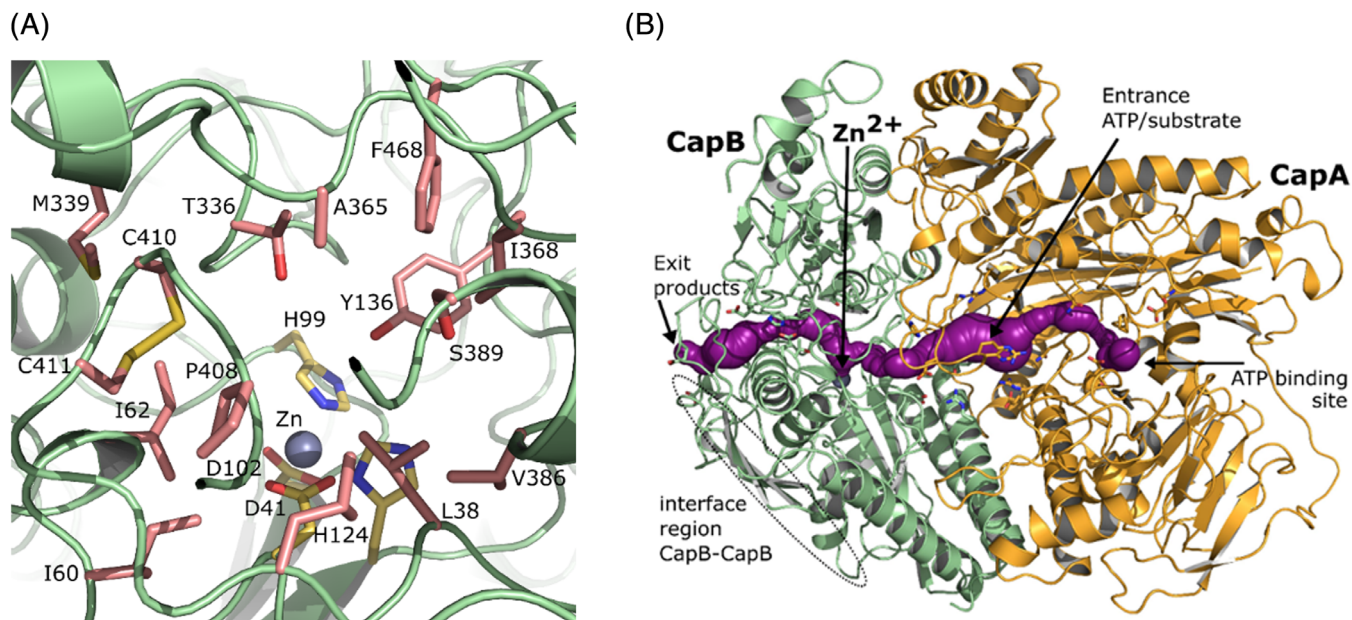 (A)
(B)
F468
M339
T336
A365
C410
I368
Y136
H99
S389
C411
P408
I62
Zn
D102
V386
D41
L38
H124
I60
Entrance
ATP/substrate
CapB
Zn2+
CapA
Exit
products
ATP binding
site
interface
region
CapB-CapB